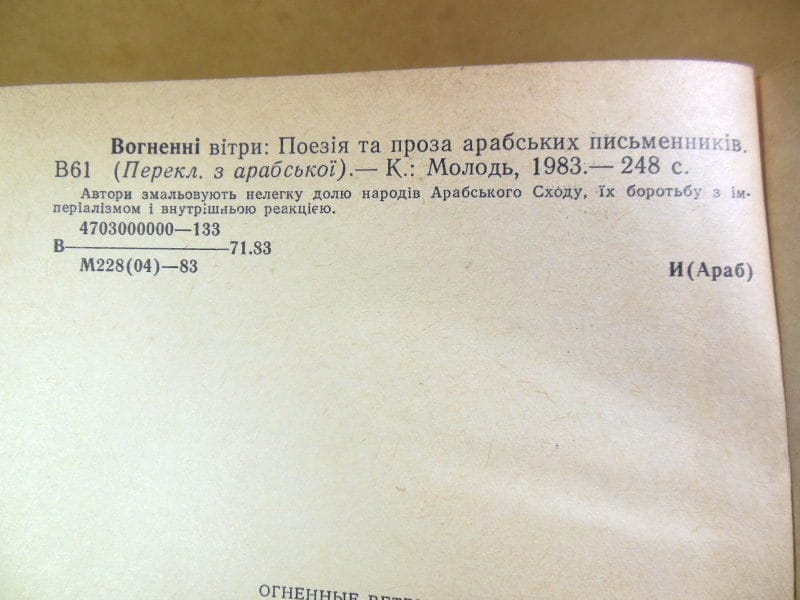 Вогненні вітри: Поезія та проза арабських письменників.
В61 (Перекл. з арабської).— К.: Молодь, 1983.— 248 с.
Автори змальовують нелегку долю народів Арабського Сходу, їх боротьбу з ім-
періалізмом і внутрішньою реакцією.
4703000000—133
В—————71.83
М228(04)—83
И(Араб)
ОГНЕННЫЕ